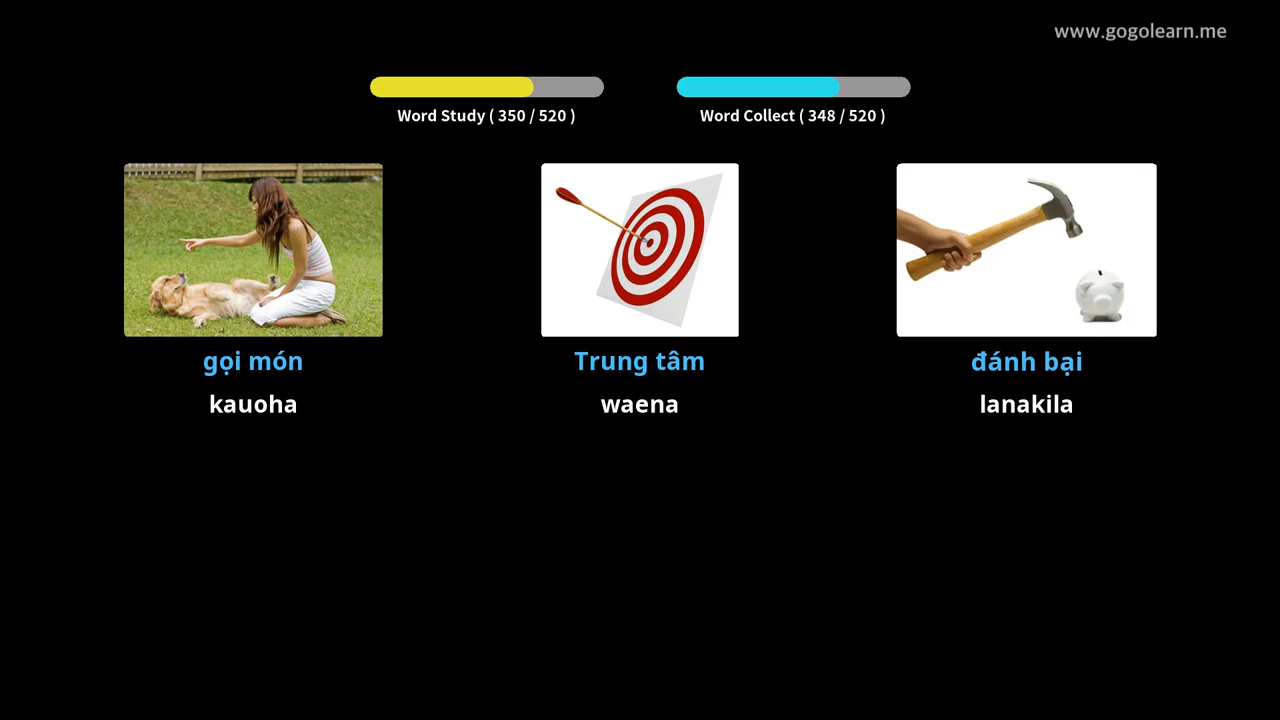 www.gogolearn.me
Word Study ( 350 / 520 )
Word Collect ( 348 / 520 )
gọi món
Trung tâm
đánh bại
kauoha
waena
lanakila